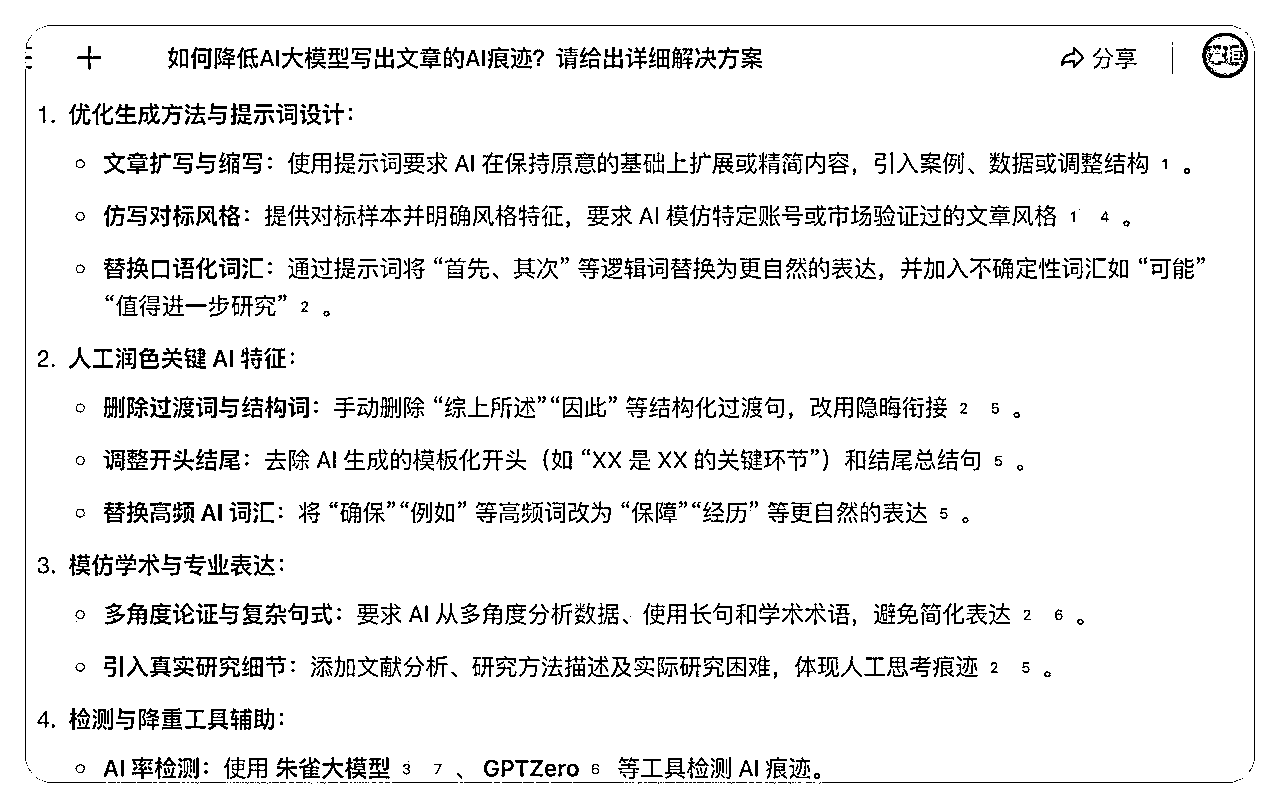 如何降低AI大模型写出文章的AI痕迹？请给出详细解决方案
分享
1. 优化生成方法与提示词设计：
文章扩写与缩写：使用提示词要求 AI 在保持原意的基础上扩展或精简内容，引入案例、数据或调整结构 1 。
仿写对标风格：提供对标样本并明确风格特征，要求 AI 模仿特定账号或市场验证过的文章风格 1 4 。
替换口语化词汇：通过提示词将 “首先、其次” 等逻辑词替换为更自然的表达，并加入不确定性词汇如 “可能”
“值得进一步研究” 2 。
2. 人工润色关键 AI 特征：
删除过渡词与结构词：手动删除 “综上所述”“因此” 等结构化过渡句，改用隐晦衔接 2 5 。
调整开头结尾：去除 AI 生成的模板化开头（如 “XX 是 XX 的关键环节”）和结尾总结句 5 。
替换高频 AI 词汇：将 “确保”“例如” 等高频词改为 “保障”“经历” 等更自然的表达 5 。
3. 模仿学术与专业表达：
多角度论证与复杂句式：要求 AI 从多角度分析数据、使用长句和学术术语，避免简化表达 2 6 。
引入真实研究细节：添加文献分析、研究方法描述及实际研究困难，体现人工思考痕迹 2 5 。
4. 检测与降重工具辅助：
AI 率检测：使用 朱雀大模型 3 7 、 GPTZero 6 等工具检测 AI 痕迹。